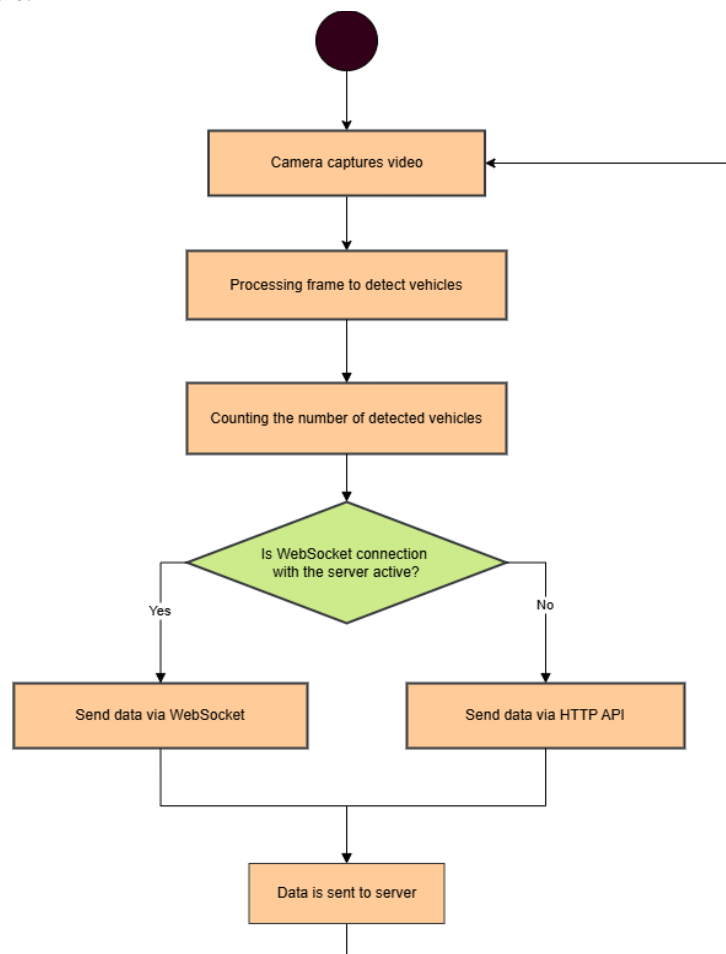 Camera captures video
Processing frame to detect vehicles
Counting the number of detected vehicles
Is WebSocket connection
with the server active?
Yes
No
Send data via WebSocket
Send data via HTTP API
Data is sent to server